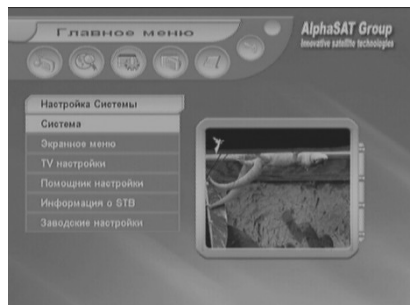 Главное меню
AlphaSAT Group
Innovative satellite technologies
Настройка Системы
Система
Экранное меню
TV настройки
Помощник настройки
Информация о STB
Заводские настройки